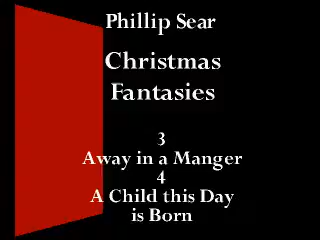 Phillip Sear
Christmas
Fantasies
3
Away in a Manger
4
A Child this Day
is Born